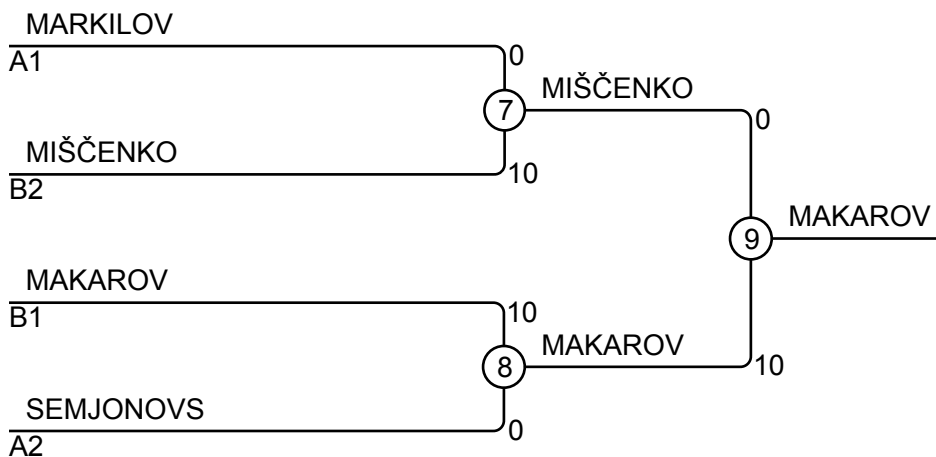 MARKILOV
A1
0
7
MIŠČENKO
0
MIŠČENKO
B2
10
9
MAKAROV
MAKAROV
B1
10
8
MAKAROV
10
SEMJONOVS
A2
0